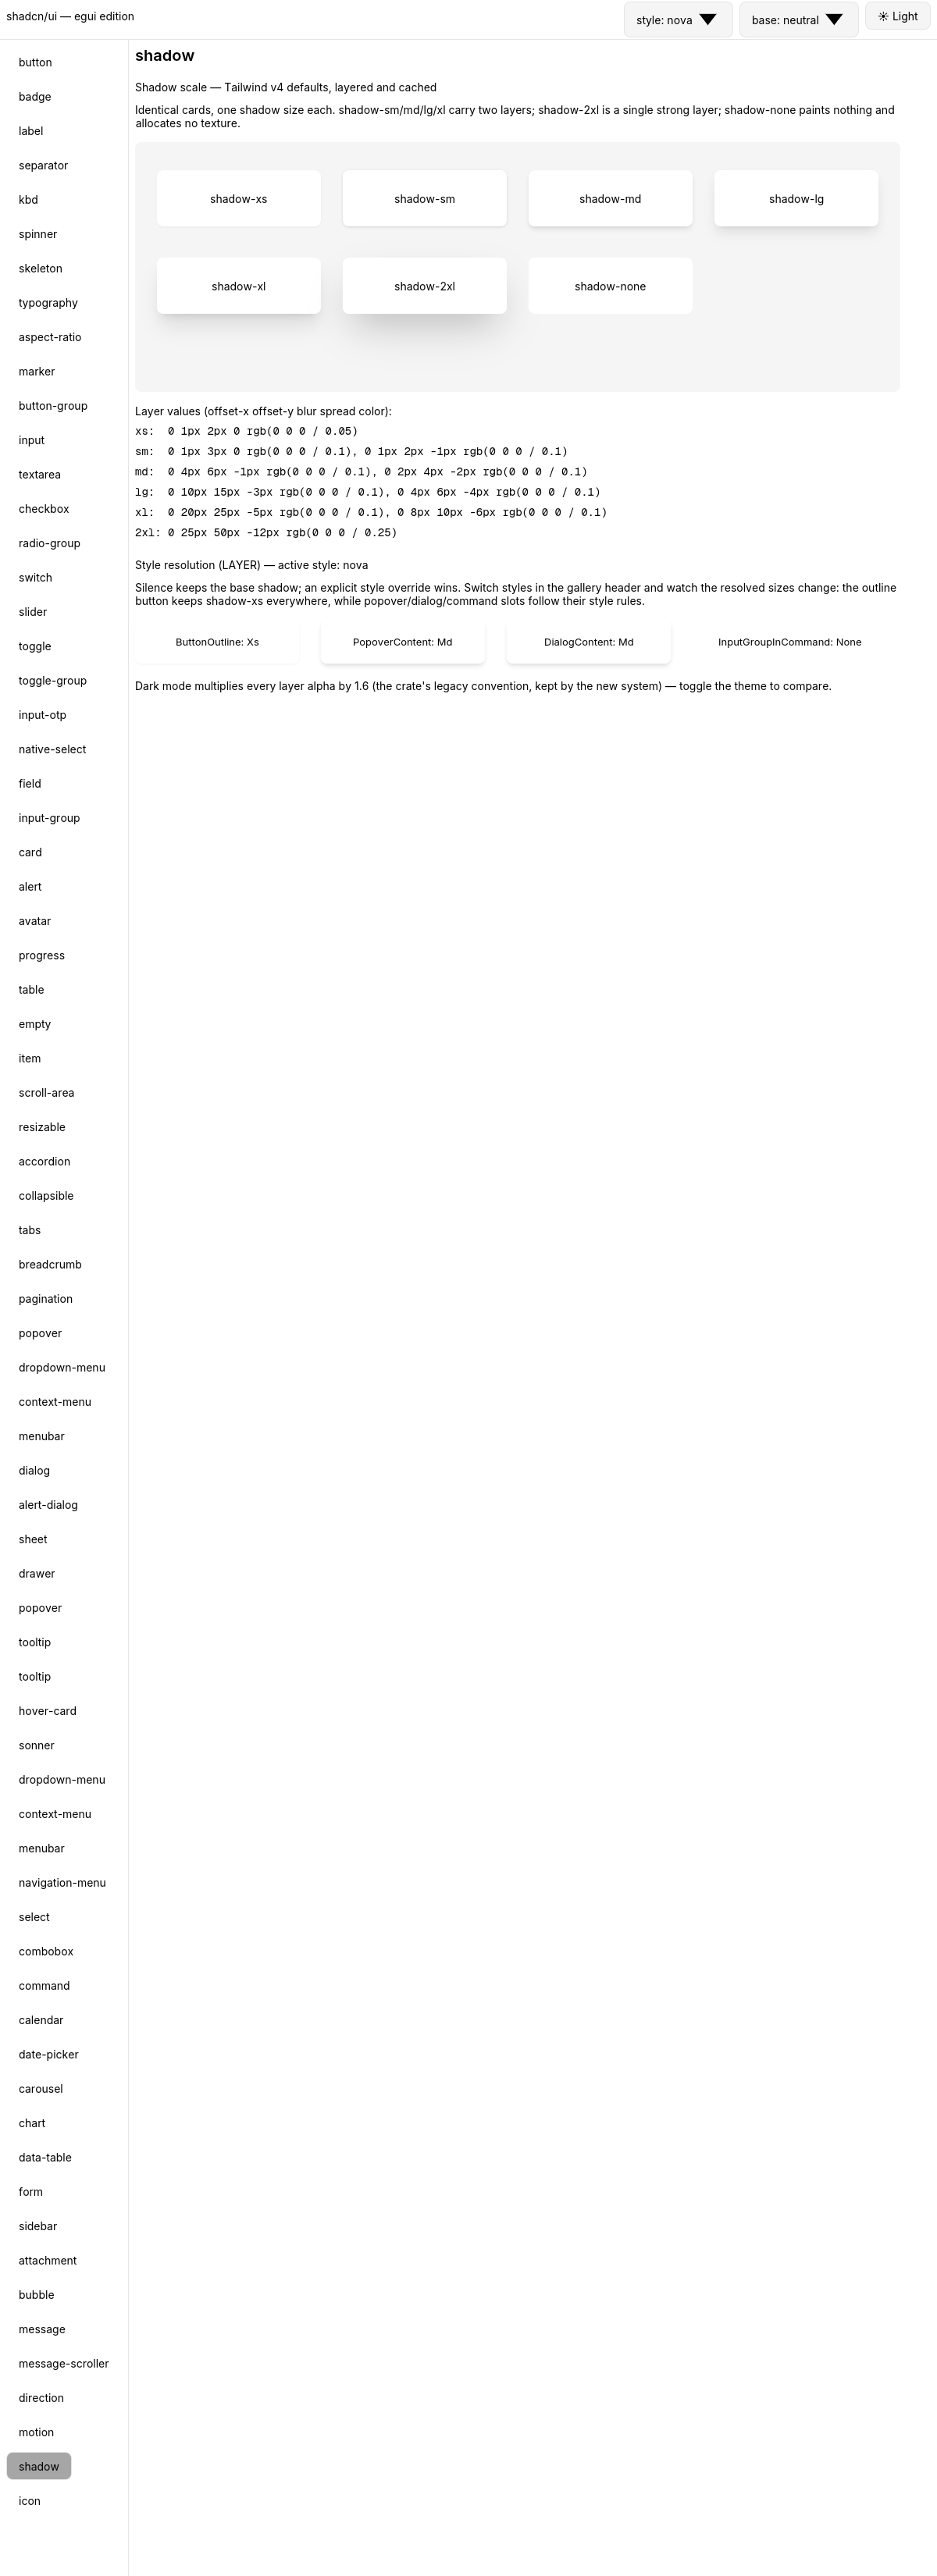 shadcn/ui — egui edition
style: nova
base: neutral
☀ Light
button
badge
label
separator
kbd
spinner
skeleton
typography
aspect-ratio
marker
button-group
input
textarea
checkbox
radio-group
switch
slider
toggle
toggle-group
input-otp
native-select
field
input-group
card
alert
avatar
progress
table
empty
item
scroll-area
resizable
accordion
collapsible
tabs
breadcrumb
pagination
popover
dropdown-menu
context-menu
menubar
dialog
alert-dialog
sheet
drawer
popover
tooltip
tooltip
hover-card
sonner
dropdown-menu
context-menu
menubar
navigation-menu
select
combobox
command
calendar
date-picker
carousel
chart
data-table
form
sidebar
attachment
bubble
message
message-scroller
direction
motion
shadow
icon
shadow
Shadow scale — Tailwind v4 defaults, layered and cached
Identical cards, one shadow size each. shadow-sm/md/lg/xl carry two layers; shadow-2xl is a single strong layer; shadow-none paints nothing and
allocates no texture.
shadow-xs
shadow-sm
shadow-md
shadow-lg
shadow-xl
shadow-2xl
shadow-none
Layer values (offset-x offset-y blur spread color):
xs:  0 1px 2px 0 rgb(0 0 0 / 0.05)
sm:  0 1px 3px 0 rgb(0 0 0 / 0.1), 0 1px 2px -1px rgb(0 0 0 / 0.1)
md:  0 4px 6px -1px rgb(0 0 0 / 0.1), 0 2px 4px -2px rgb(0 0 0 / 0.1)
lg:  0 10px 15px -3px rgb(0 0 0 / 0.1), 0 4px 6px -4px rgb(0 0 0 / 0.1)
xl:  0 20px 25px -5px rgb(0 0 0 / 0.1), 0 8px 10px -6px rgb(0 0 0 / 0.1)
2xl: 0 25px 50px -12px rgb(0 0 0 / 0.25)
Style resolution (LAYER) — active style: nova
Silence keeps the base shadow; an explicit style override wins. Switch styles in the gallery header and watch the resolved sizes change: the outline
button keeps shadow-xs everywhere, while popover/dialog/command slots follow their style rules.
ButtonOutline: Xs
PopoverContent: Md
DialogContent: Md
InputGroupInCommand: None
Dark mode multiplies every layer alpha by 1.6 (the crate's legacy convention, kept by the new system) — toggle the theme to compare.